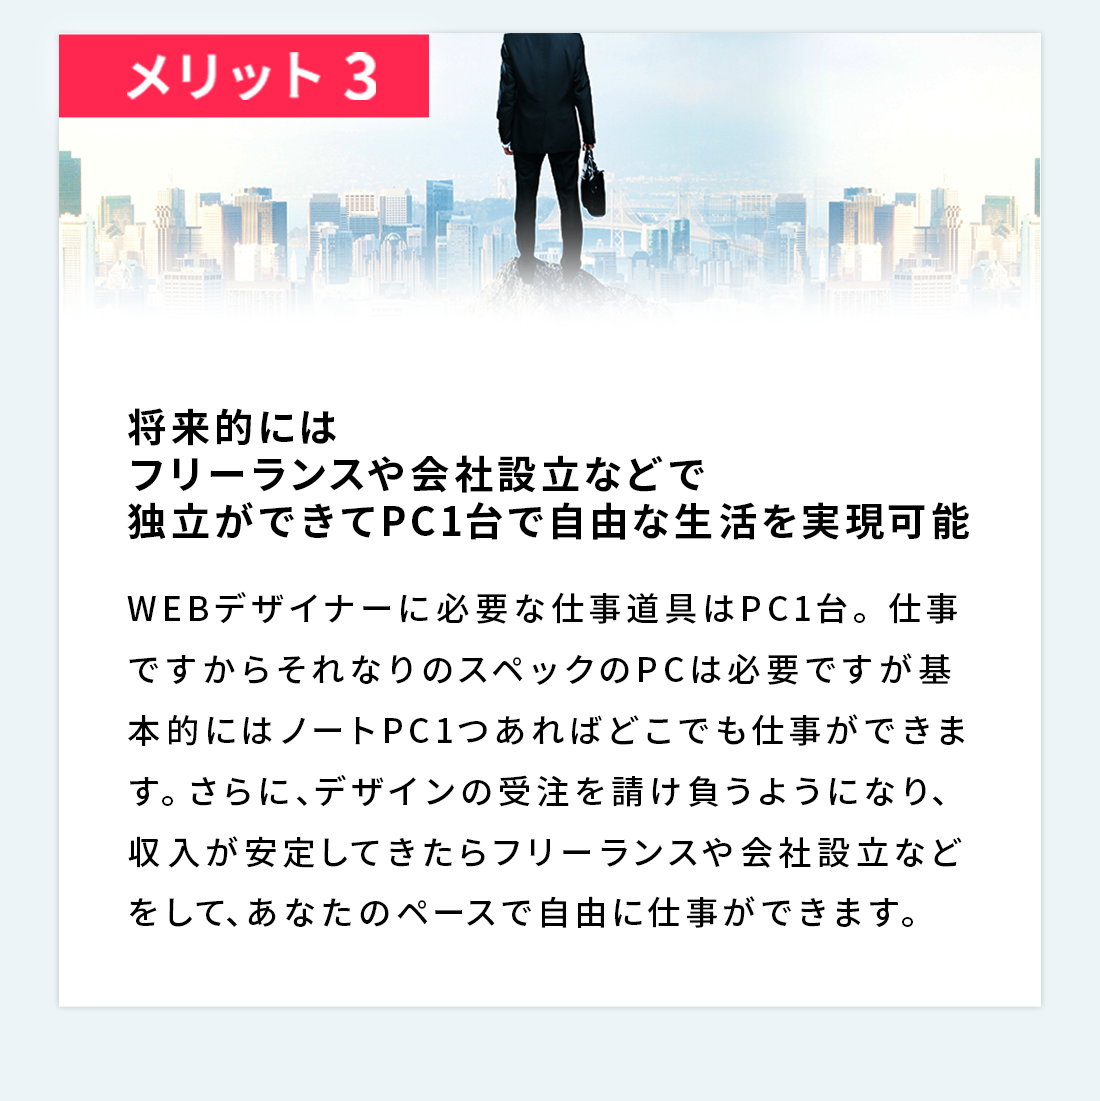 メリット 3
将来的には
フリーランスや会社設立などで
独立ができてPC1台で自由な生活を実現可能
WEBデザイナーに必要な仕事道具はPC1台。仕事
ですからそれなりのスペックのPCは必要ですが基
本的にはノートPC1つあればどこでも仕事ができま
す。さらに、デザインの受注を請け負うようになり、
収入が安定してきたらフリーランスや会社設立など
をして、あなたのペースで自由に仕事ができます。